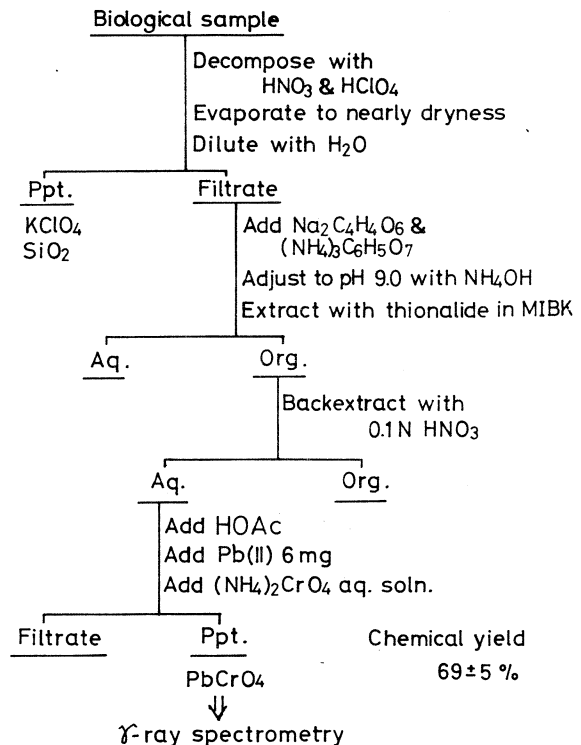 Biological sample
Decompose with
HNO₃ & HClO₄
Evaporate to nearly dryness
Dilute with H₂O
Ppt.
Filtrate
KClO₄
SiO₂
Add Na₂C₄H₄O₆ &
(NH₄)₃C₆H₅O₇
Adjust to pH 9.0 with NH₄OH
Extract with thionalide in MIBK
Aq.
Org.
Backextract with
0.1N HNO₃
Aq.
Org.
Add HOAc
Add Pb(II) 6mg
Add (NH₄)₂CrO₄ aq. soln.
Filtrate
Ppt.
Chemical yield
PbCrO₄
69±5%
⇓
γ-ray spectrometry